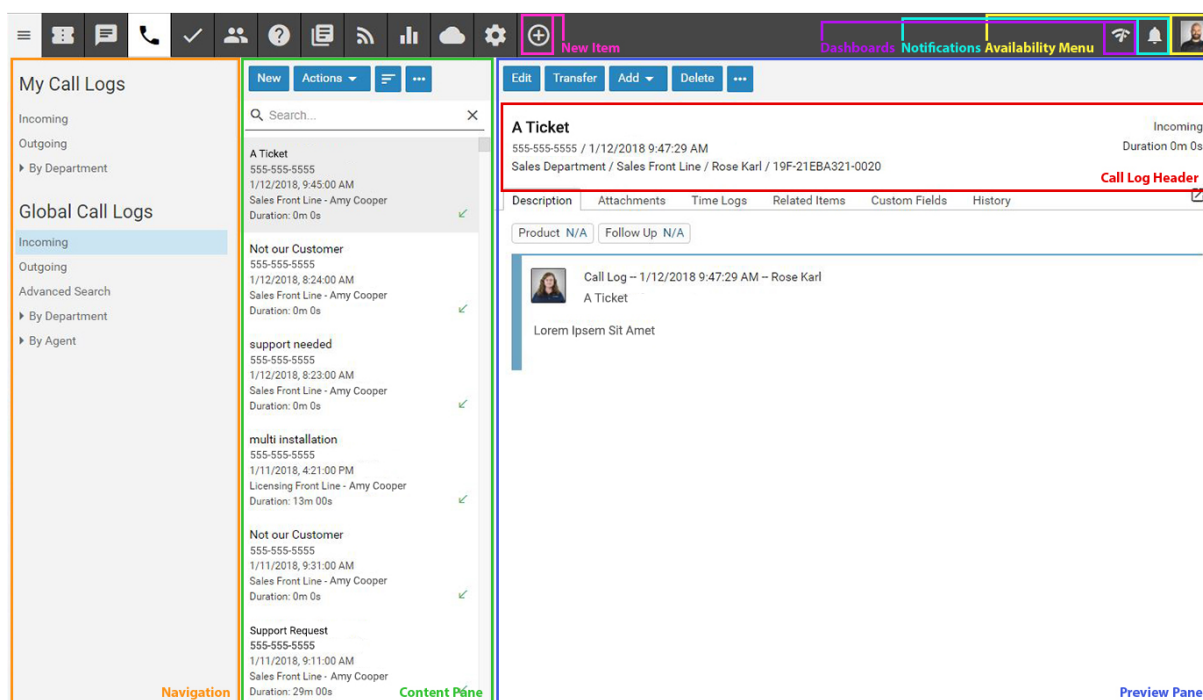 New Item
Dashboards Notifications Availability Menu
My Call Logs
Incoming
Outgoing
By Department
Global Call Logs
Incoming
Outgoing
Advanced Search
By Department
By Agent
Navigation
New Actions
Search...
A Ticket
555-555-5555
1/12/2018, 9:45:00 AM
Sales Front Line - Amy Cooper
Duration: 0m 0s
Not our Customer
555-555-5555
1/12/2018, 8:24:00 AM
Sales Front Line - Amy Cooper
Duration: 0m 0s
support needed
555-555-5555
1/12/2018, 8:23:00 AM
Sales Front Line - Amy Cooper
Duration: 0m 0s
multi installation
555-555-5555
1/11/2018, 4:21:00 PM
Licensing Front Line - Amy Cooper
Duration: 13m 00s
Not our Customer
555-555-5555
1/11/2018, 9:31:00 AM
Sales Front Line - Amy Cooper
Duration: 0m 0s
Support Request
555-555-5555
1/11/2018, 9:11:00 AM
Sales Front Line - Amy Cooper
Duration: 29m 00s
Content Pane
Edit Transfer Add Delete
A Ticket Incoming
555-555-5555 / 1/12/2018 9:47:29 AM Duration 0m 0s
Sales Department / Sales Front Line / Rose Karl / 19F-21EBA321-0020
Call Log Header
Description Attachments Time Logs Related Items Custom Fields History
Product N/A Follow Up N/A
Call Log -- 1/12/2018 9:47:29 AM -- Rose Karl
A Ticket
Lorem Ipsem Sit Amet
Preview Pane